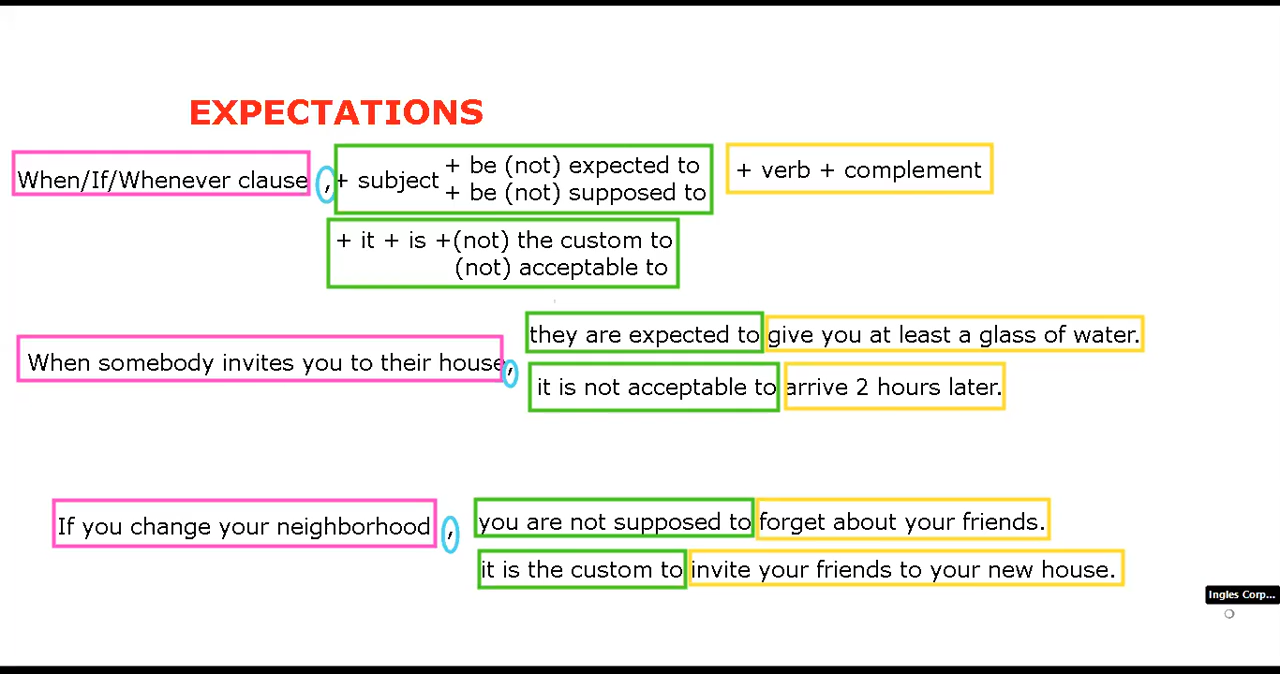 EXPECTATIONS
When/If/Whenever clause , + subject + be (not) expected to + verb + complement
+ be (not) supposed to
+ it + is +(not) the custom to
(not) acceptable to
they are expected to give you at least a glass of water.
When somebody invites you to their house,
it is not acceptable to arrive 2 hours later.
If you change your neighborhood , you are not supposed to forget about your friends.
it is the custom to invite your friends to your new house.
Ingles Corp...